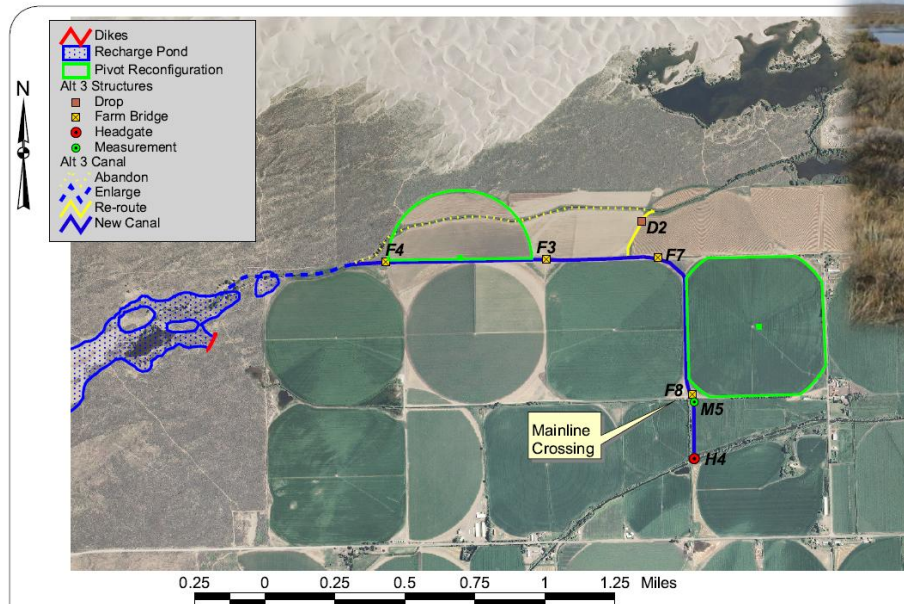 Dikes
Recharge Pond
Pivot Reconfiguration
Alt 3 Structures
Drop
Farm Bridge
Headgate
Measurement
Alt 3 Canal
Abandon
Enlarge
Re-route
New Canal
N
D2
F4
F3
F7
F8
M5
Mainline
Crossing
H4
0.25 0 0.25 0.5 0.75 1 1.25 Miles